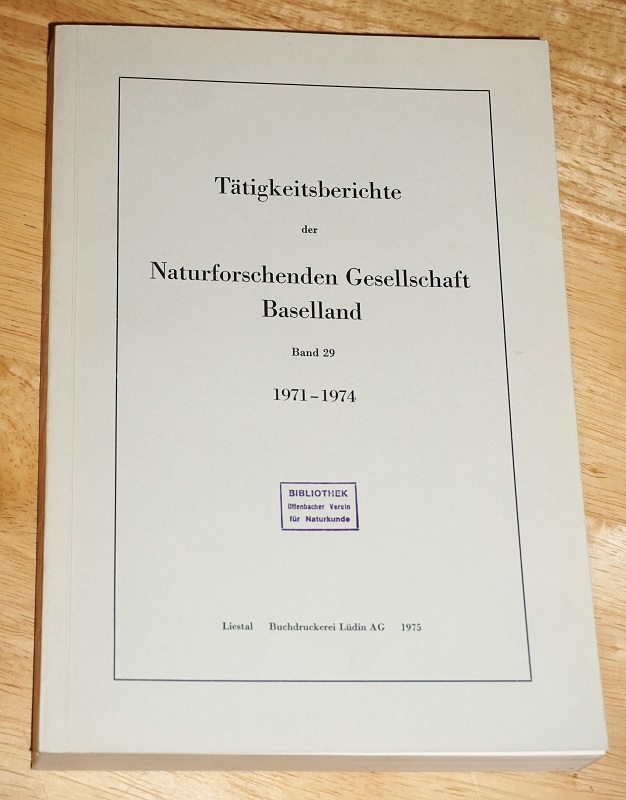 Tätigkeitsberichte
der
Naturforschenden Gesellschaft
Baselland
Band 29
1971–1974
BIBLIOTHEK
Offenbacher Verein
für Naturkunde
Liestal Buchdruckerei Lüdin AG 1975